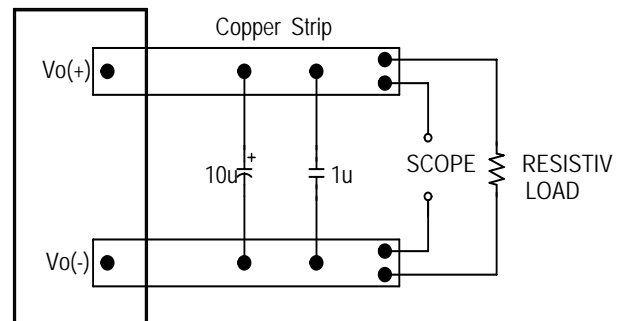 Copper Strip
Vo(+)
+
10u
1u
SCOPE
RESISTIV
LOAD
Vo(-)